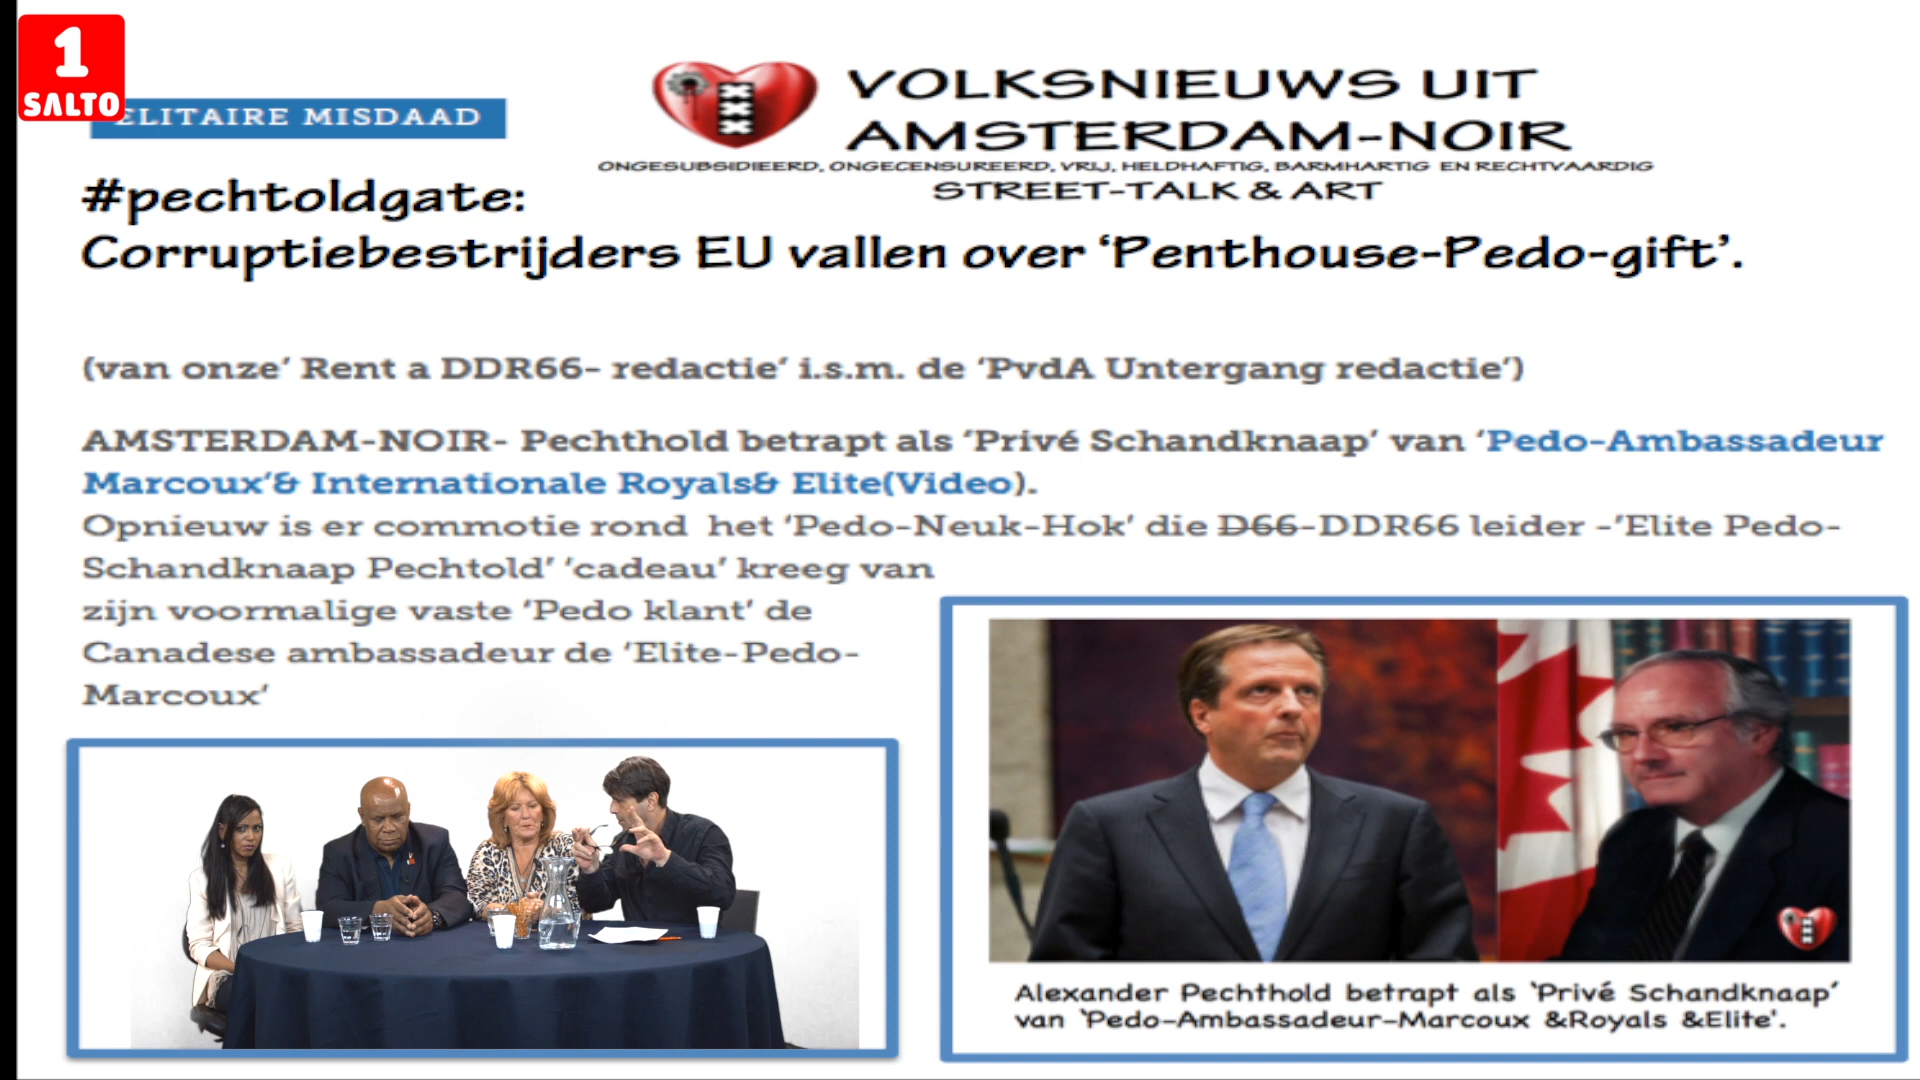 1
SALTO
ELITAIRE MISDAAD
VOLKSNIEUWS UIT
AMSTERDAM-NOIR
ONGESUBSIDIEERD, ONGECENSUREERD, VRIJ, HELDHAFTIG, BARMHARTIG EN RECHTVAARDIG
STREET-TALK & ART
#pechtoldgate:
Corruptiebestrijders EU vallen over ‘Penthouse-Pedo-gift’.
(van onze’ Rent a DDR66- redactie’ i.s.m. de ‘PvdA Untergang redactie’)
AMSTERDAM-NOIR- Pechthold betrapt als ‘Privé Schandknaap’ van ‘Pedo-Ambassadeur
Marcoux’& Internationale Royals& Elite(Video).
Opnieuw is er commotie rond het ‘Pedo-Neuk-Hok’ die D66-DDR66 leider -’Elite Pedo-
Schandknaap Pechtold’ ‘cadeau’ kreeg van
zijn voormalige vaste ‘Pedo klant’ de
Canadese ambassadeur de ‘Elite-Pedo-
Marcoux’
Alexander Pechthold betrapt als ‘Privé Schandknaap’
van ‘Pedo-Ambassadeur-Marcoux &Royals &Elite’.